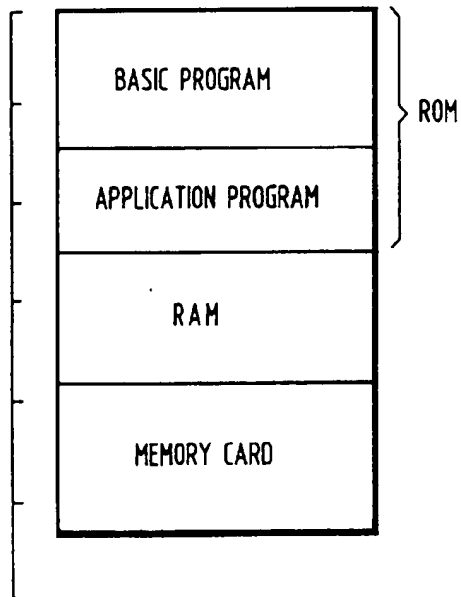 BASIC PROGRAM
ROM
APPLICATION PROGRAM
RAM
MEMORY CARD